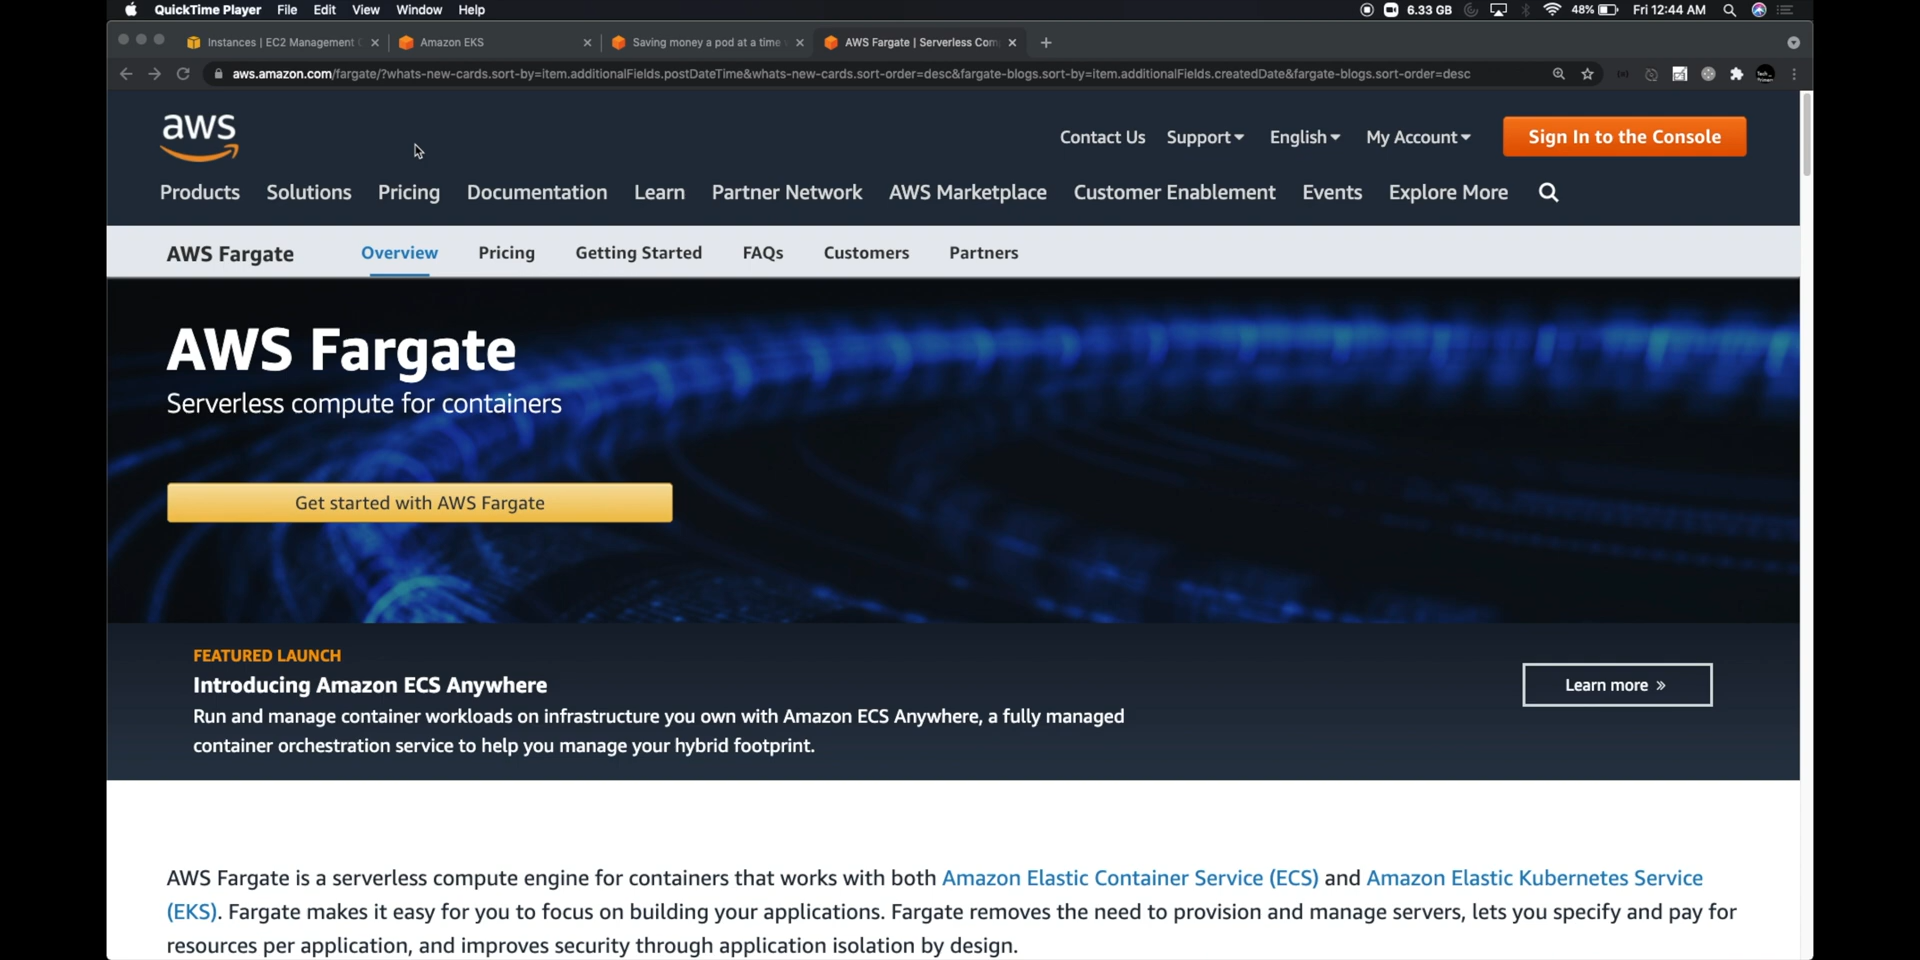 QuickTime Player File Edit View Window Help 6.33 GB 48% Fri 12:44 AM
Instances | EC2 Management Amazon EKS Saving money a pod at a time AWS Fargate | Serverless Com
aws.amazon.com/fargate/?whats-new-cards.sort-by=item.additionalFields.postDateTime&whats-new-cards.sort-order=desc&fargate-blogs.sort-by=item.additionalFields.createdDate&fargate-blogs.sort-order=desc
aws
Contact Us Support English My Account Sign In to the Console
Products Solutions Pricing Documentation Learn Partner Network AWS Marketplace Customer Enablement Events Explore More
AWS Fargate Overview Pricing Getting Started FAQs Customers Partners
AWS Fargate
Serverless compute for containers
Get started with AWS Fargate
FEATURED LAUNCH
Introducing Amazon ECS Anywhere
Run and manage container workloads on infrastructure you own with Amazon ECS Anywhere, a fully managed
container orchestration service to help you manage your hybrid footprint.
Learn more »
AWS Fargate is a serverless compute engine for containers that works with both Amazon Elastic Container Service (ECS) and Amazon Elastic Kubernetes Service
(EKS). Fargate makes it easy for you to focus on building your applications. Fargate removes the need to provision and manage servers, lets you specify and pay for
resources per application, and improves security through application isolation by design.